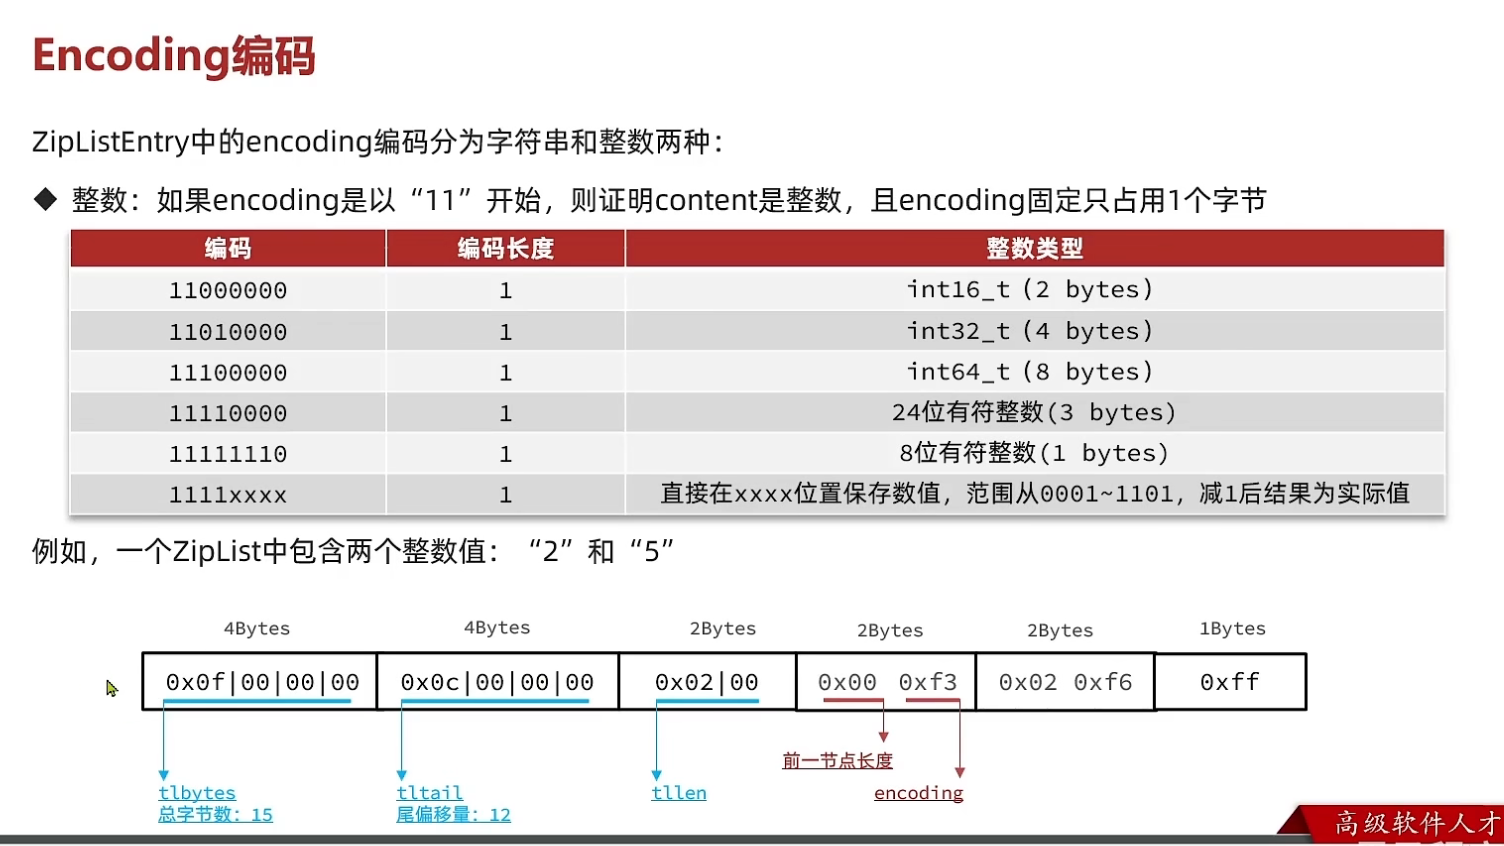 Encoding编码
ZipListEntry中的encoding编码分为字符串和整数两种：
◆ 整数：如果encoding是以“11”开始，则证明content是整数，且encoding固定只占用1个字节
编码 编码长度 整数类型
11000000 1 int16_t（2 bytes）
11010000 1 int32_t（4 bytes）
11100000 1 int64_t（8 bytes）
11110000 1 24位有符整数(3 bytes)
11111110 1 8位有符整数(1 bytes)
1111xxxx 1 直接在xxxx位置保存数值，范围从0001~1101，减1后结果为实际值
例如，一个ZipList中包含两个整数值：“2”和“5”
4Bytes 4Bytes 2Bytes 2Bytes 2Bytes 1Bytes
0x0f|00|00|00 0x0c|00|00|00 0x02|00 0x00 0xf3 0x02 0xf6 0xff
前一节点长度
tlbytes tltail tllen encoding
总字节数：15 尾偏移量：12
高级软件人才